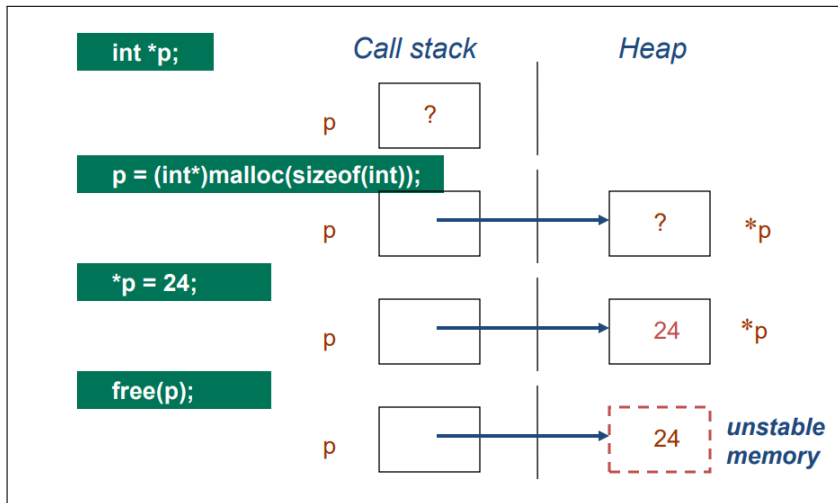 int *p;
Call stack
Heap
p
?
p = (int*)malloc(sizeof(int));
p
?
*p
*p = 24;
p
24
*p
free(p);
p
24
unstable
memory